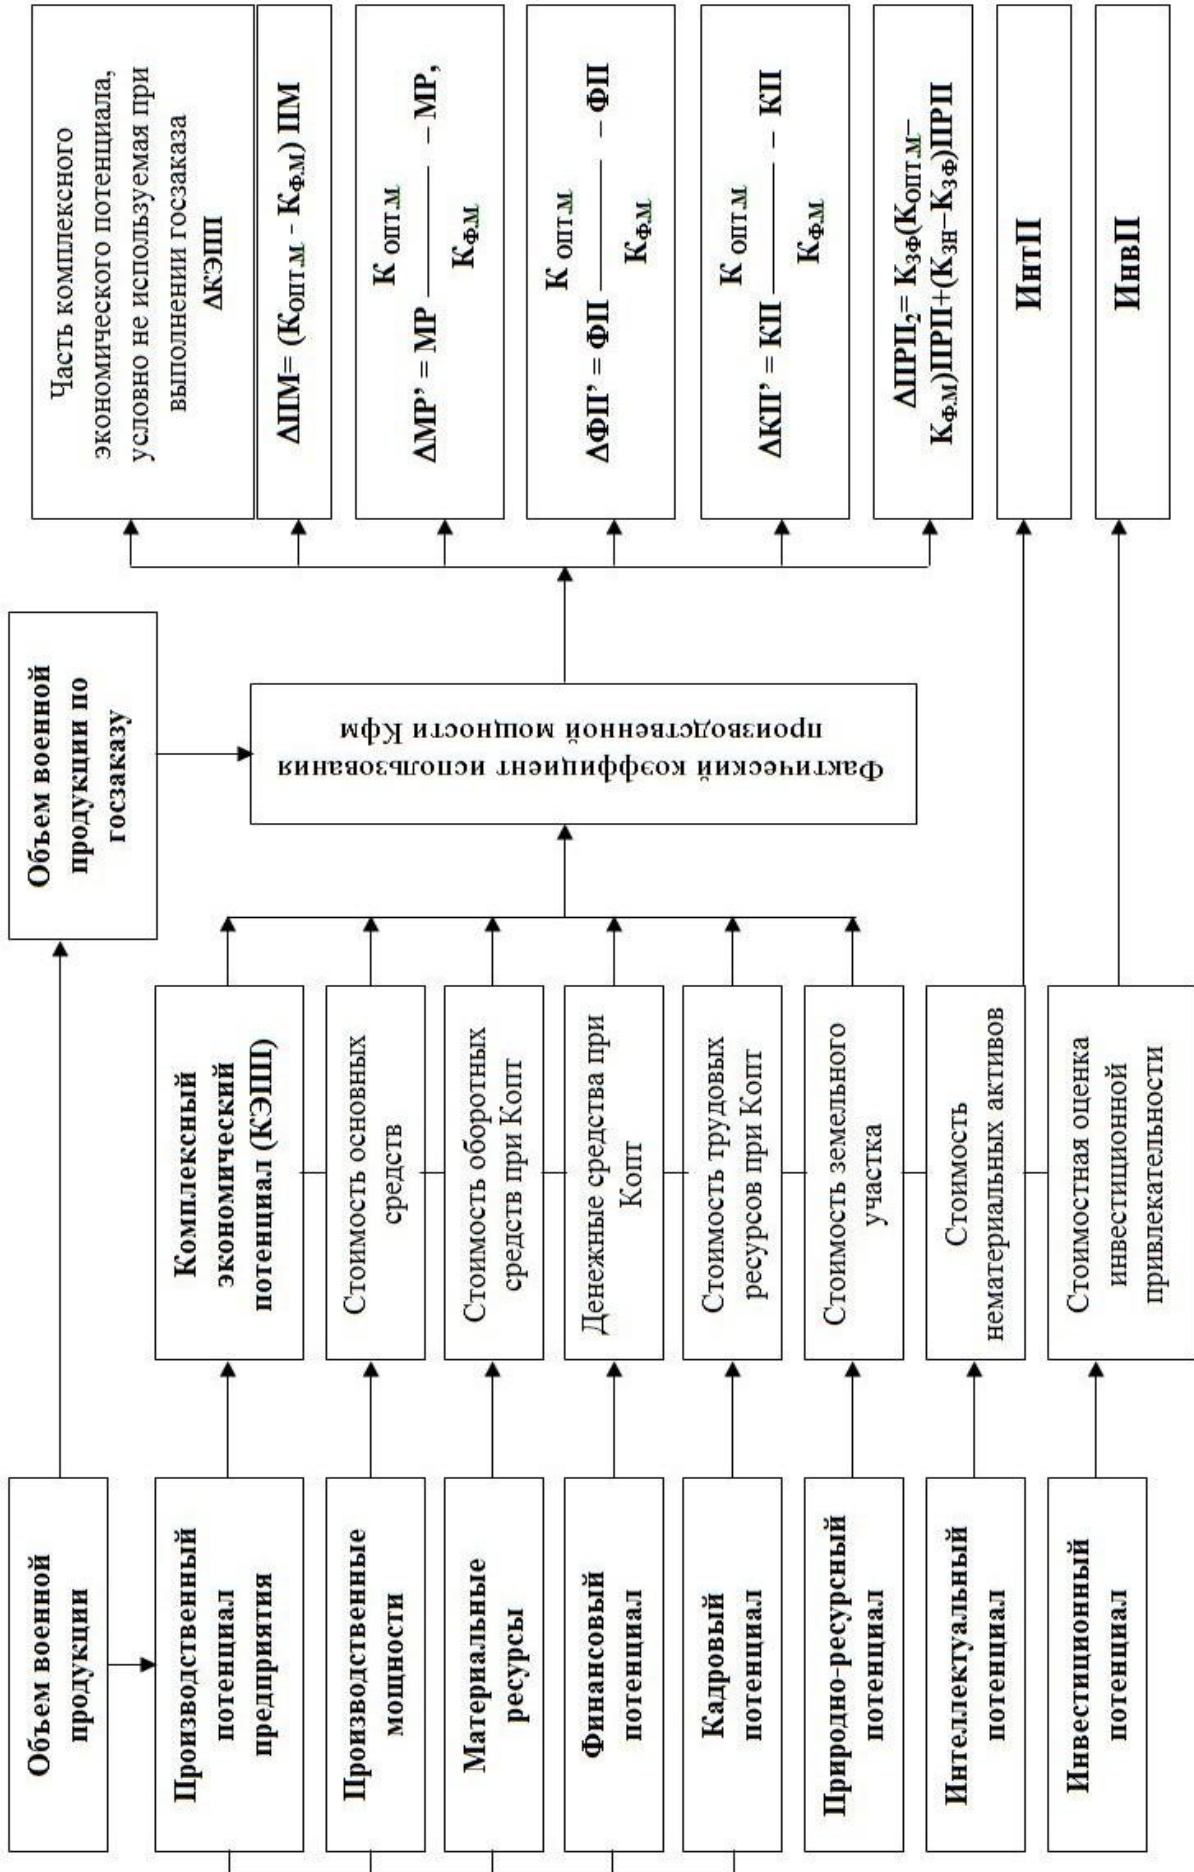 Объем военной
продукции
Производственный
потенциал
предприятия
Производственные
мощности
Материальные
ресурсы
Финансовый
потенциал
Кадровый
потенциал
Природно-ресурсный
потенциал
Интеллектуальный
потенциал
Инвестиционный
потенциал
Комплексный
экономический
потенциал (КЭПП)
Стоимость основных
средств
Стоимость оборотных
средств при Копт
Денежные средства при
Копт
Стоимость трудовых
ресурсов при Копт
Стоимость земельного
участка
Стоимость
нематериальных активов
Стоимостная оценка
инвестиционной
привлекательности
Объем военной
продукции по
госзаказу
Фактический коэффициент использования
производственной мощности Кфм
Часть комплексного
экономического потенциала,
условно не используемая при
выполнении госзаказа
ΔКЭПП
ΔПМ= (Копт.м - Кф.м) ПМ
К опт.м
ΔМР’ = МР ——— – МР,
Кф.м
К опт.м
ΔФП’ = ФП ——— – ФП
Кф.м
К опт.м
ΔКП’ = КП ——— – КП
Кф.м
ΔПРП₂= Кзф(Копт.м–
Кф.м)ПРП+(Кзн–Кзф)ПРП
ИнтП
ИнвП